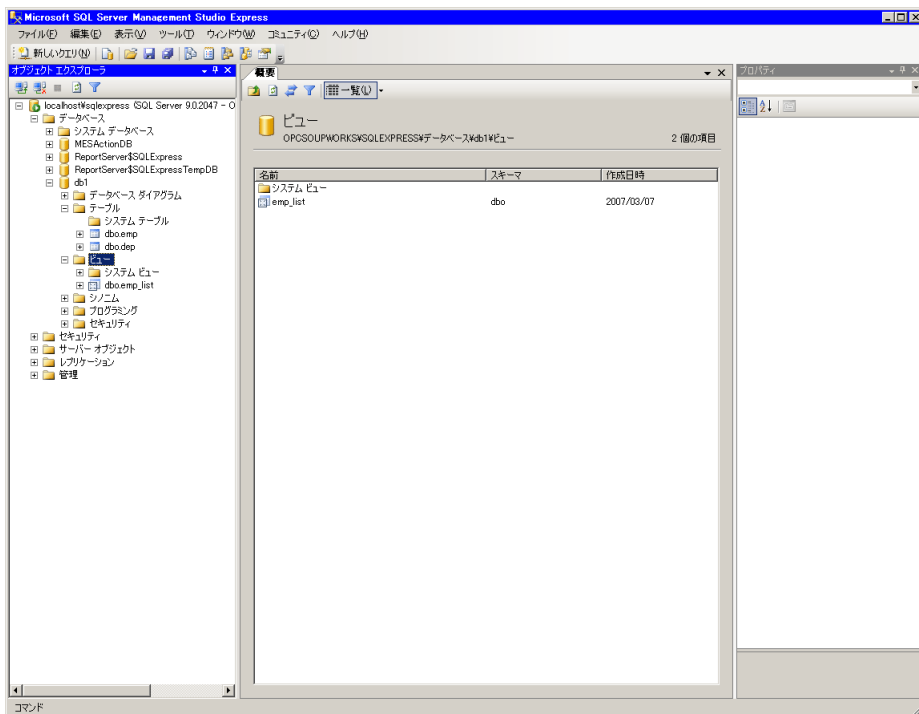 Microsoft SQL Server Management Studio Express
ファイル(F) 編集(E) 表示(V) ツール(T) ウィンドウ(W) コミュニティ(C) ヘルプ(H)
新しいクエリ(N)
オブジェクト エクスプローラ
localhost¥sqlexpress (SQL Server 9.0.2047 - O
データベース
システム データベース
MESActionDB
ReportServer$SQLExpress
ReportServer$SQLExpressTempDB
db1
データベース ダイアグラム
テーブル
システム テーブル
dbo.emp
dbo.dep
ビュー
システム ビュー
dbo.emp_list
シノニム
プログラミング
セキュリティ
セキュリティ
サーバー オブジェクト
レプリケーション
管理
概要
一覧(L)
ビュー
OPCSOUPWORKS¥SQLEXPRESS¥データベース¥db1¥ビュー 2 個の項目
名前 スキーマ 作成日時
システム ビュー
emp_list dbo 2007/03/07
プロパティ
コマンド